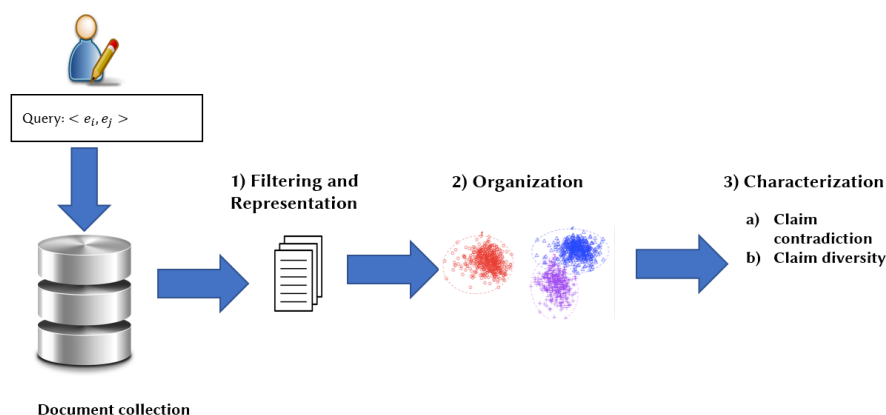 Query: < e_i, e_j >
1) Filtering and
Representation
2) Organization
3) Characterization
a) Claim
contradiction
b) Claim diversity
Document collection